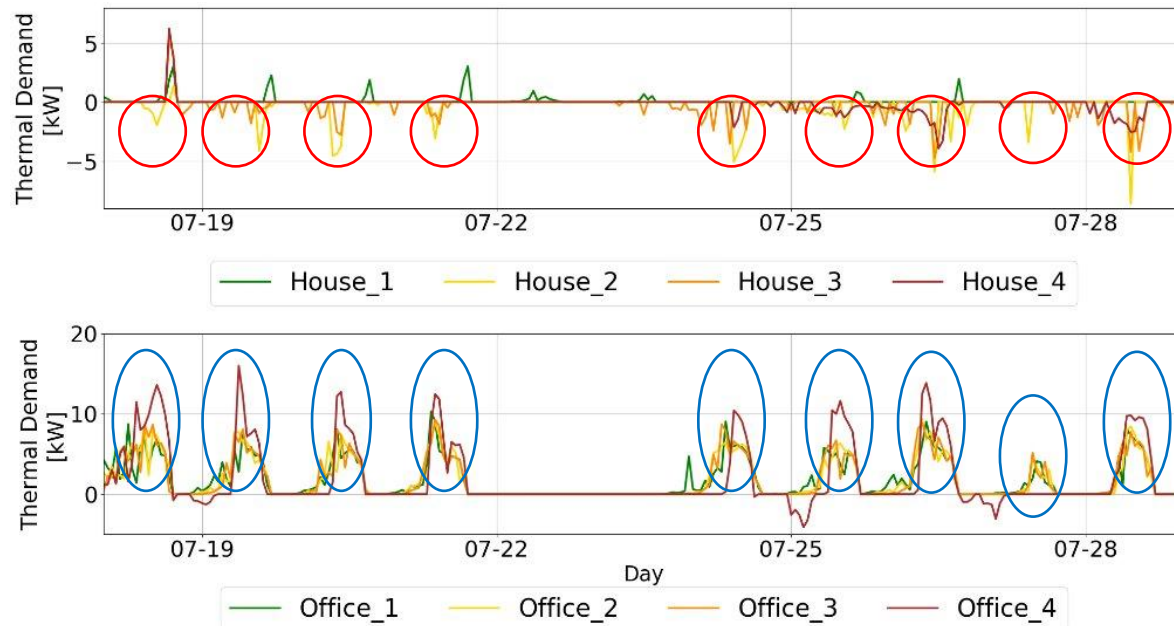 Thermal Demand
[kW]
5
0
−5
07-19 07-22 07-25 07-28
House_1 House_2 House_3 House_4
Thermal Demand
[kW]
20
10
0
07-19 07-22 07-25 07-28
Day
Office_1 Office_2 Office_3 Office_4